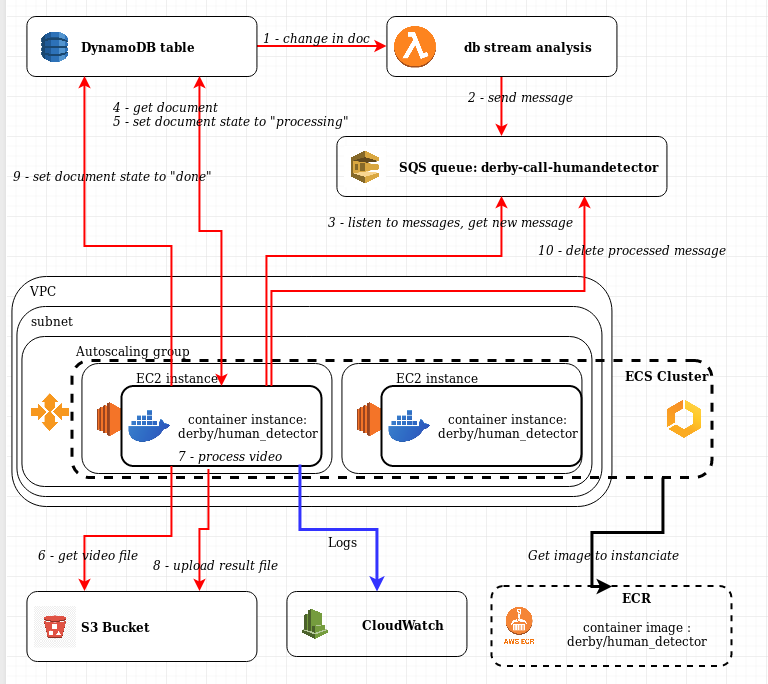 DynamoDB table
1 - change in doc
db stream analysis
2 - send message
4 - get document
5 - set document state to "processing"
SQS queue: derby-call-humandetector
9 - set document state to "done"
3 - listen to messages, get new message
10 - delete processed message
VPC
subnet
Autoscaling group
EC2 instance
EC2 instance
ECS Cluster
container instance:
derby/human_detector
7 - process video
container instance:
derby/human_detector
6 - get video file
8 - upload result file
Logs
Get image to instanciate
S3 Bucket
CloudWatch
ECR
AWS ECR
container image :
derby/human_detector